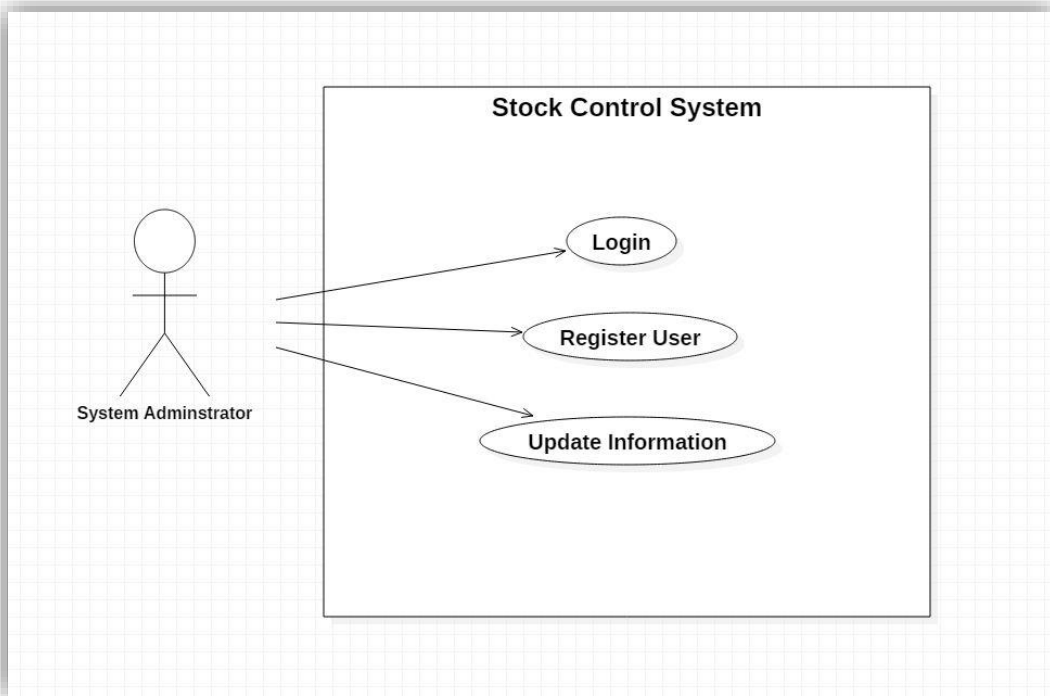 Stock Control System
Login
Register User
System Adminstrator
Update Information